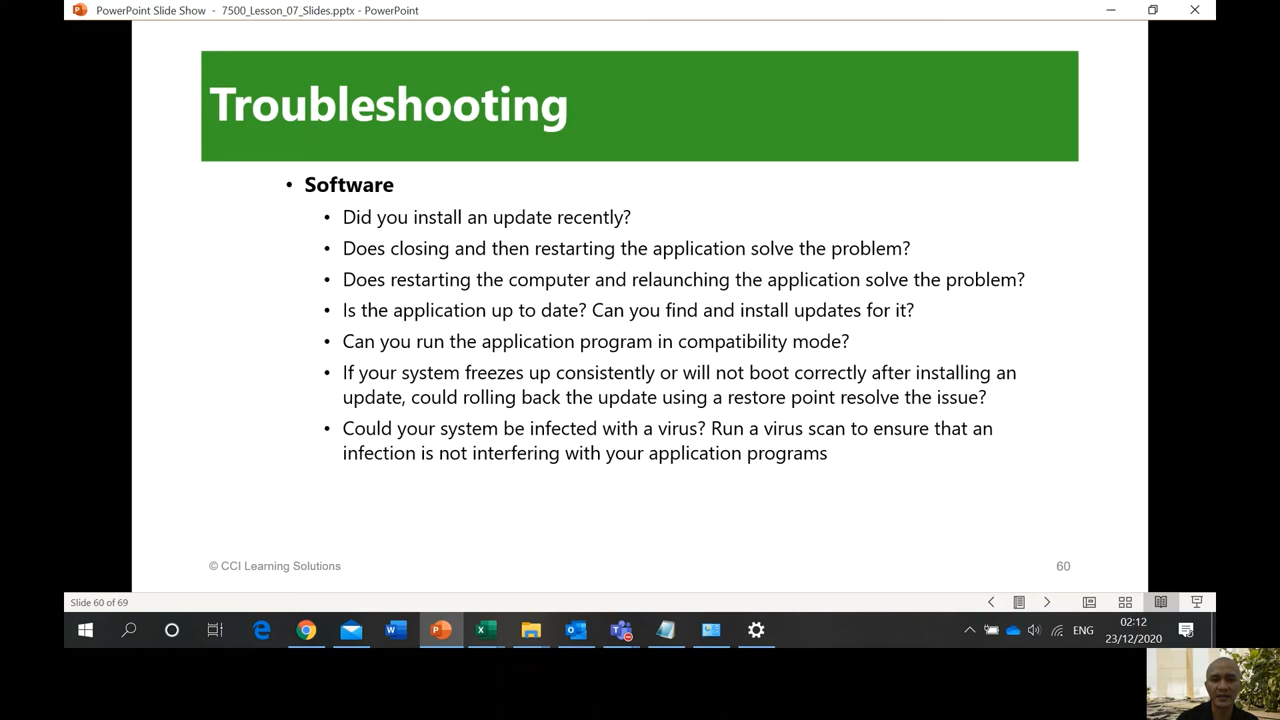 PowerPoint Slide Show - 7500_Lesson_07_Slides.pptx - PowerPoint
Troubleshooting
• Software
• Did you install an update recently?
• Does closing and then restarting the application solve the problem?
• Does restarting the computer and relaunching the application solve the problem?
• Is the application up to date? Can you find and install updates for it?
• Can you run the application program in compatibility mode?
• If your system freezes up consistently or will not boot correctly after installing an
update, could rolling back the update using a restore point resolve the issue?
• Could your system be infected with a virus? Run a virus scan to ensure that an
infection is not interfering with your application programs
© CCI Learning Solutions
60
Slide 60 of 69
ENG
02:12
23/12/2020